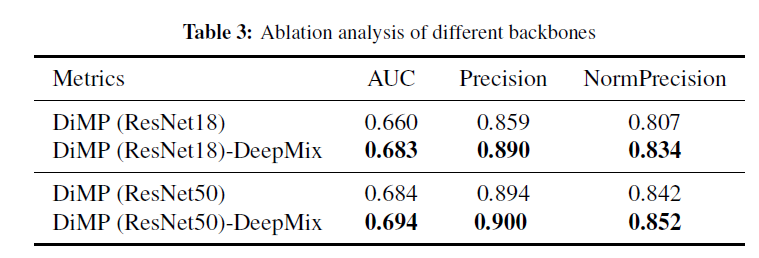 Table 3: Ablation analysis of different backbones
Metrics AUC Precision NormPrecision
DiMP (ResNet18) 0.660 0.859 0.807
DiMP (ResNet18)-DeepMix 0.683 0.890 0.834
DiMP (ResNet50) 0.684 0.894 0.842
DiMP (ResNet50)-DeepMix 0.694 0.900 0.852